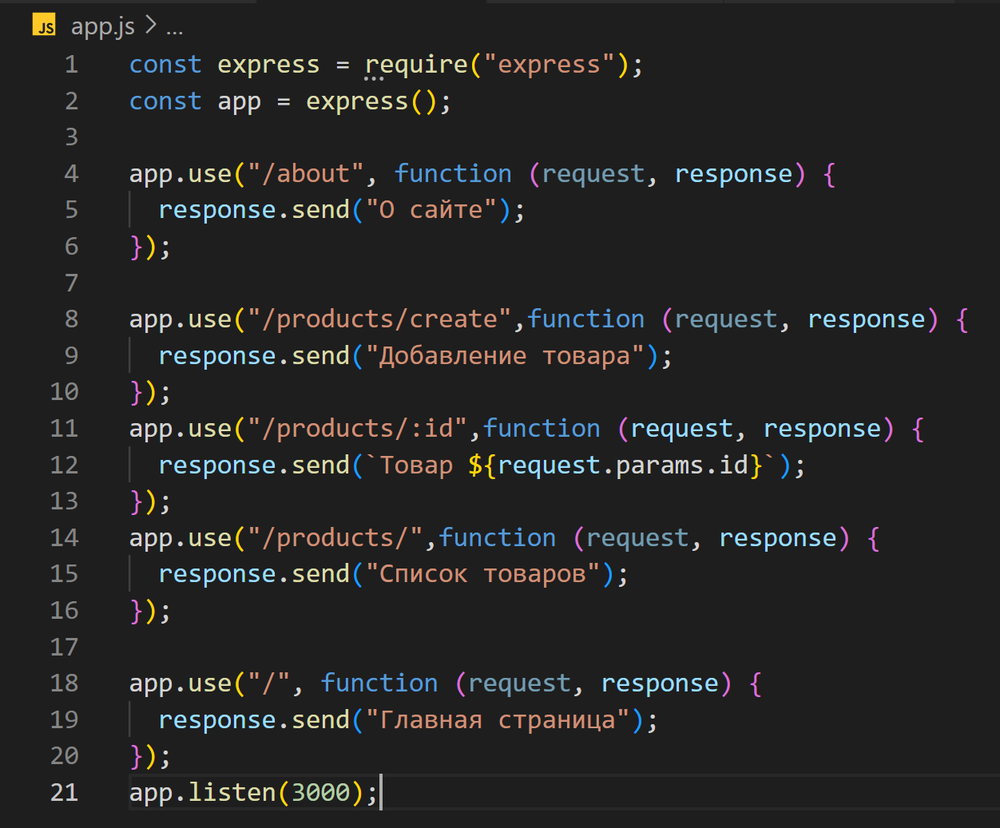 JS app.js > ...
1 const express = require("express");
2 const app = express();
3
4 app.use("/about", function (request, response) {
5   response.send("О сайте");
6 });
7
8 app.use("/products/create",function (request, response) {
9   response.send("Добавление товара");
10 });
11 app.use("/products/:id",function (request, response) {
12   response.send(`Товар ${request.params.id}`);
13 });
14 app.use("/products/",function (request, response) {
15   response.send("Список товаров");
16 });
17
18 app.use("/", function (request, response) {
19   response.send("Главная страница");
20 });
21 app.listen(3000);